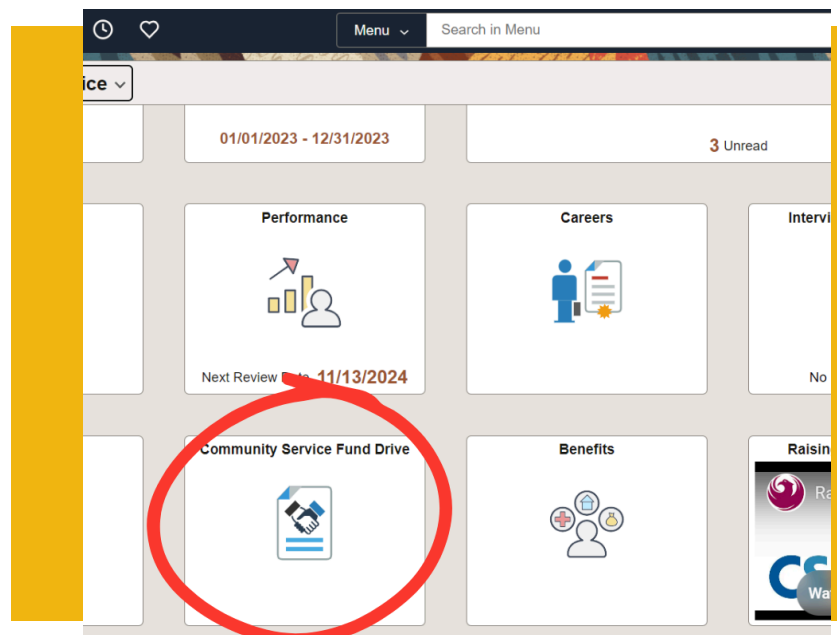 Menu
Search in Menu
ice
01/01/2023 - 12/31/2023
3 Unread
Performance
Careers
Intervi
Next Review 11/13/2024
No
Community Service Fund Drive
Benefits
Raisin
Ra
CS
Wa